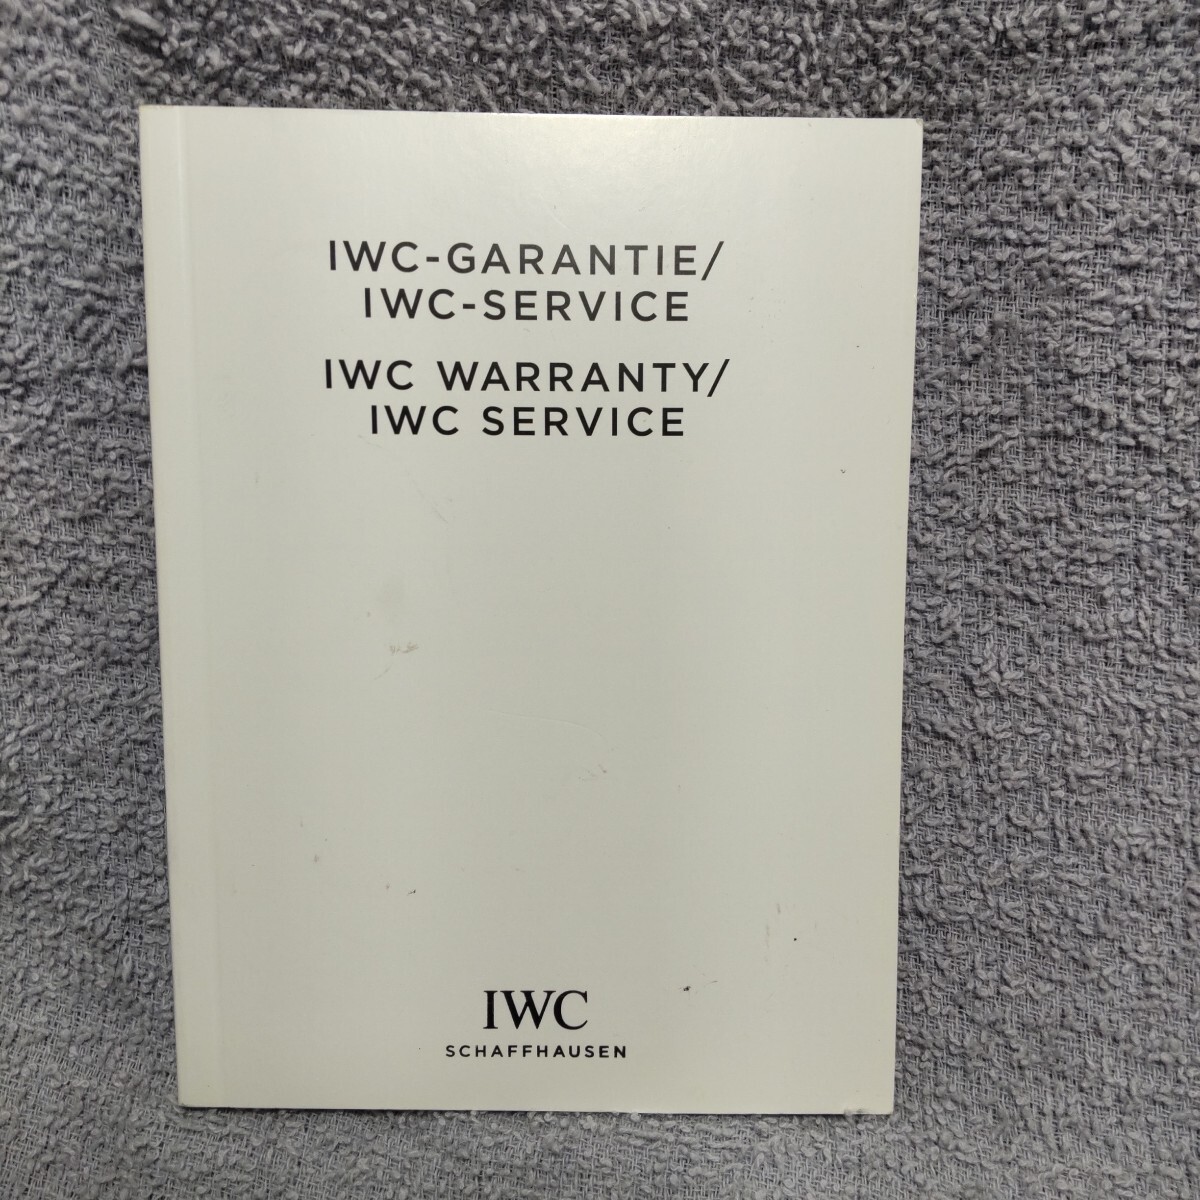 IWC-GARANTIE/
IWC-SERVICE
IWC WARRANTY/
IWC SERVICE
IWC
SCHAFFHAUSEN